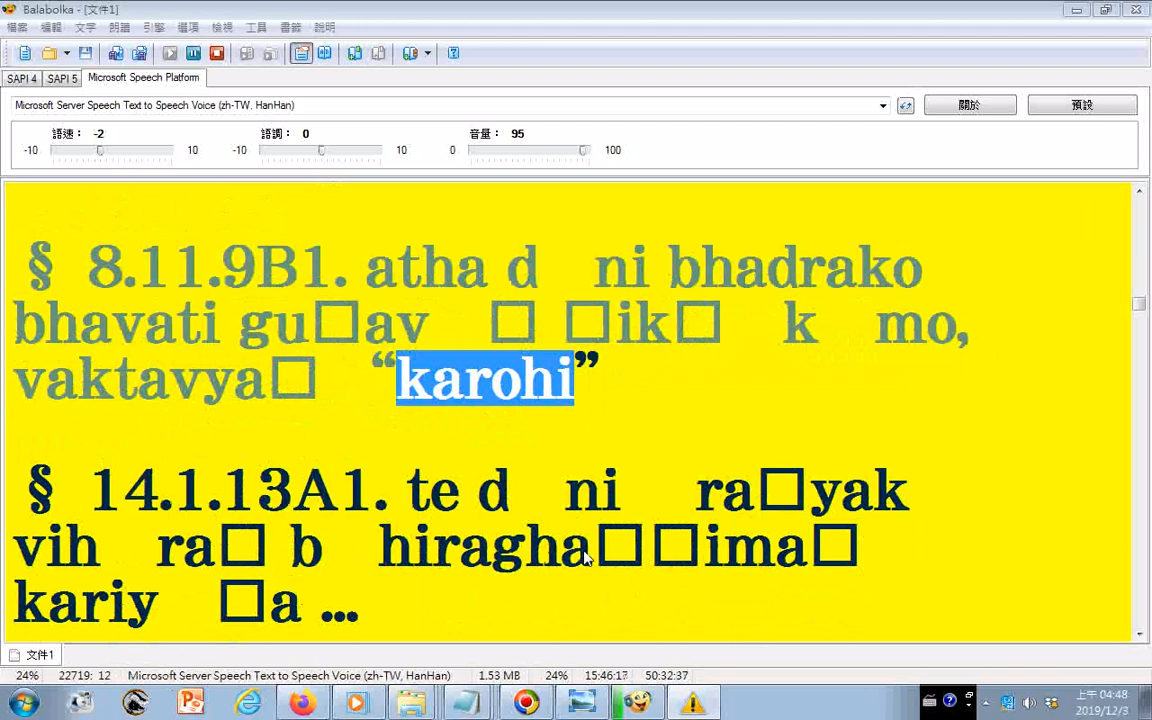 Balabolka - [文件1]
檔案 編輯 文字 朗讀 引擎 選項 檢視 工具 書籤 說明
SAPI 4 SAPI 5 Microsoft Speech Platform
Microsoft Server Speech Text to Speech Voice (zh-TW, HanHan)
關於 預設
語速： -2 語調： 0 音量： 95
-10 10 -10 10 0 100
§ 8.11.9B1. atha d ni bhadrako
bhavati gu□av □ □ik□ k mo,
vaktavya□ “karohi”
§ 14.1.13A1. te d ni ra□yak
vih ra□ b hiragha□□ima□
kariy □a ...
文件1
24% 22719: 12 Microsoft Server Speech Text to Speech Voice (zh-TW, HanHan) 1.53 MB 24% 15:46:17 50:32:37
上午 04:48
2019/12/3